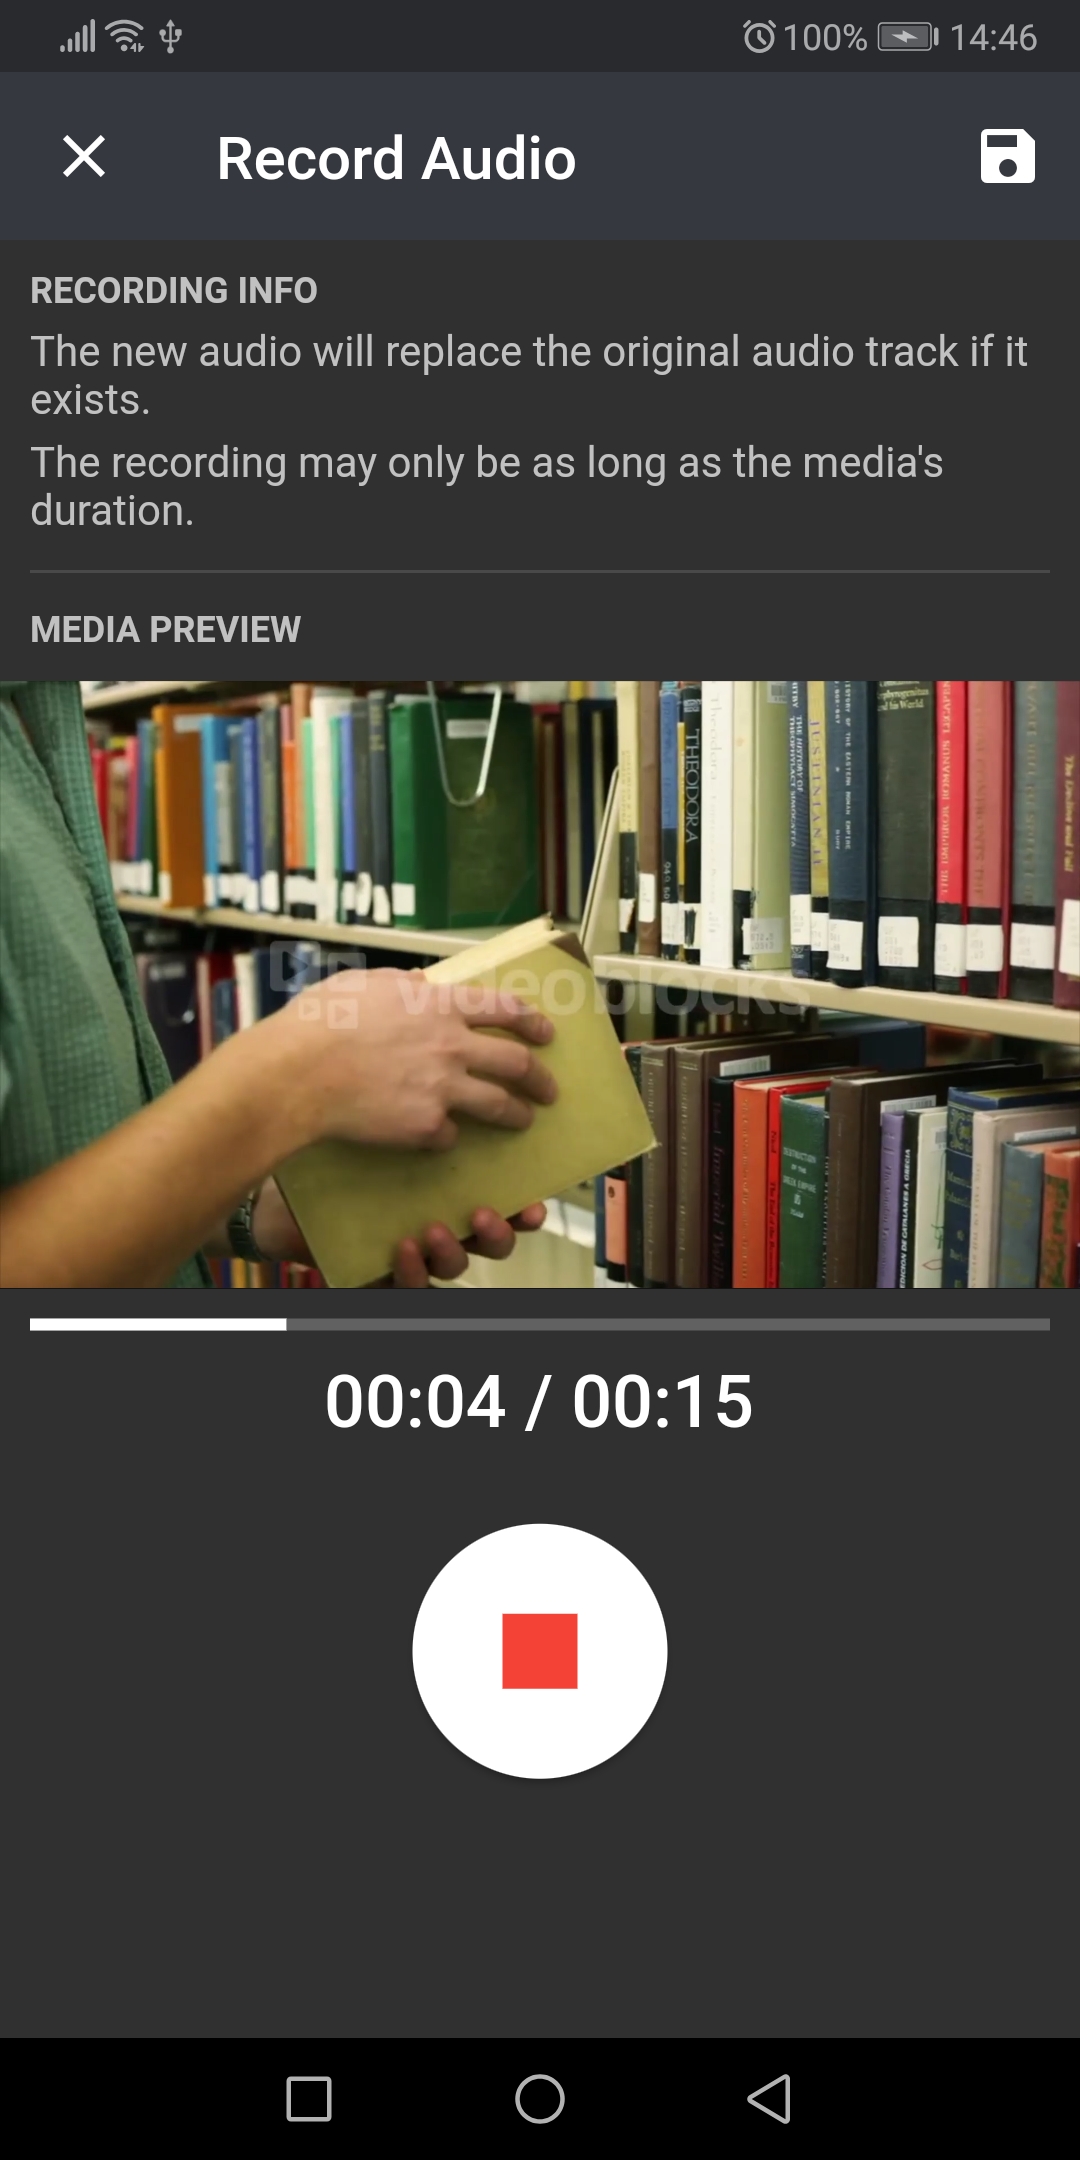 100% 14:46
Record Audio
RECORDING INFO
The new audio will replace the original audio track if it
exists.
The recording may only be as long as the media's
duration.
MEDIA PREVIEW
THEODORA
JUSTINIAN II
videoblocks
00:04 / 00:15